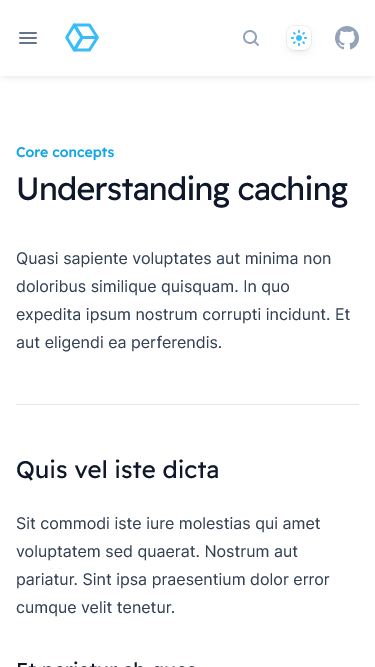 Core concepts
Understanding caching
Quasi sapiente voluptates aut minima non
doloribus similique quisquam. In quo
expedita ipsum nostrum corrupti incidunt. Et
aut eligendi ea perferendis.
Quis vel iste dicta
Sit commodi iste iure molestias qui amet
voluptatem sed quaerat. Nostrum aut
pariatur. Sint ipsa praesentium dolor error
cumque velit tenetur.